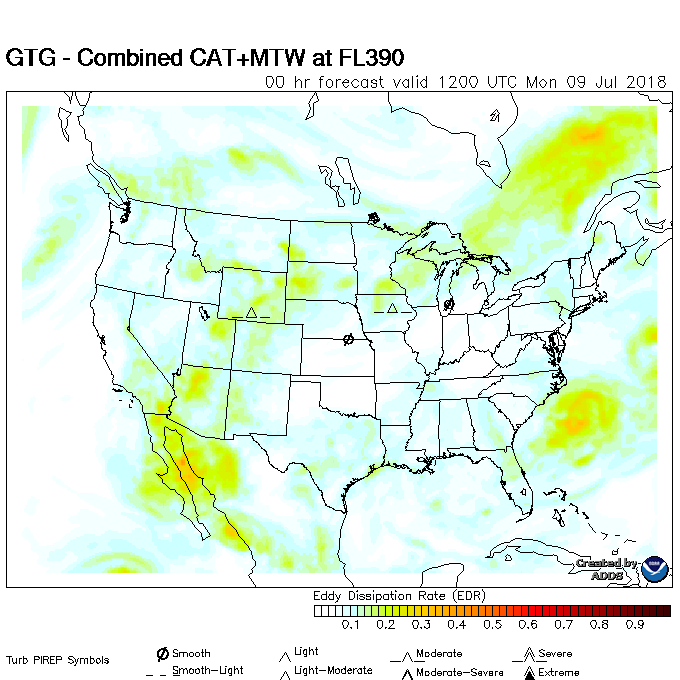 GTG - Combined CAT+MTW at FL390
00 hr forecast valid 1200 UTC Mon 09 Jul 2018
Created by
ADDS
Eddy Dissipation Rate (EDR)
0.1 0.2 0.3 0.4 0.5 0.6 0.7 0.8 0.9
Turb PIREP Symbols
Smooth Light Moderate Severe
Smooth-Light Light-Moderate Moderate-Severe Extreme